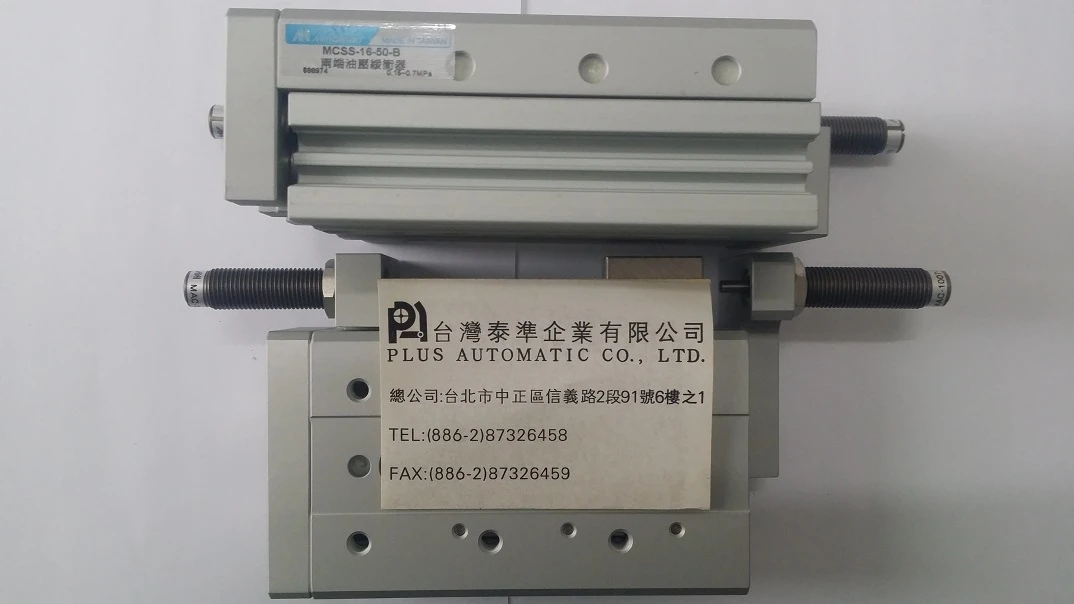 MADE IN TAIWAN
MCSS-16-50-B
兩端油壓緩衝器
0.15~0.7MPa
台灣泰準企業有限公司
PLUS AUTOMATIC CO., LTD.
總公司:台北市中正區信義路2段91號6樓之1
TEL:(886-2)87326458
FAX:(886-2)87326459